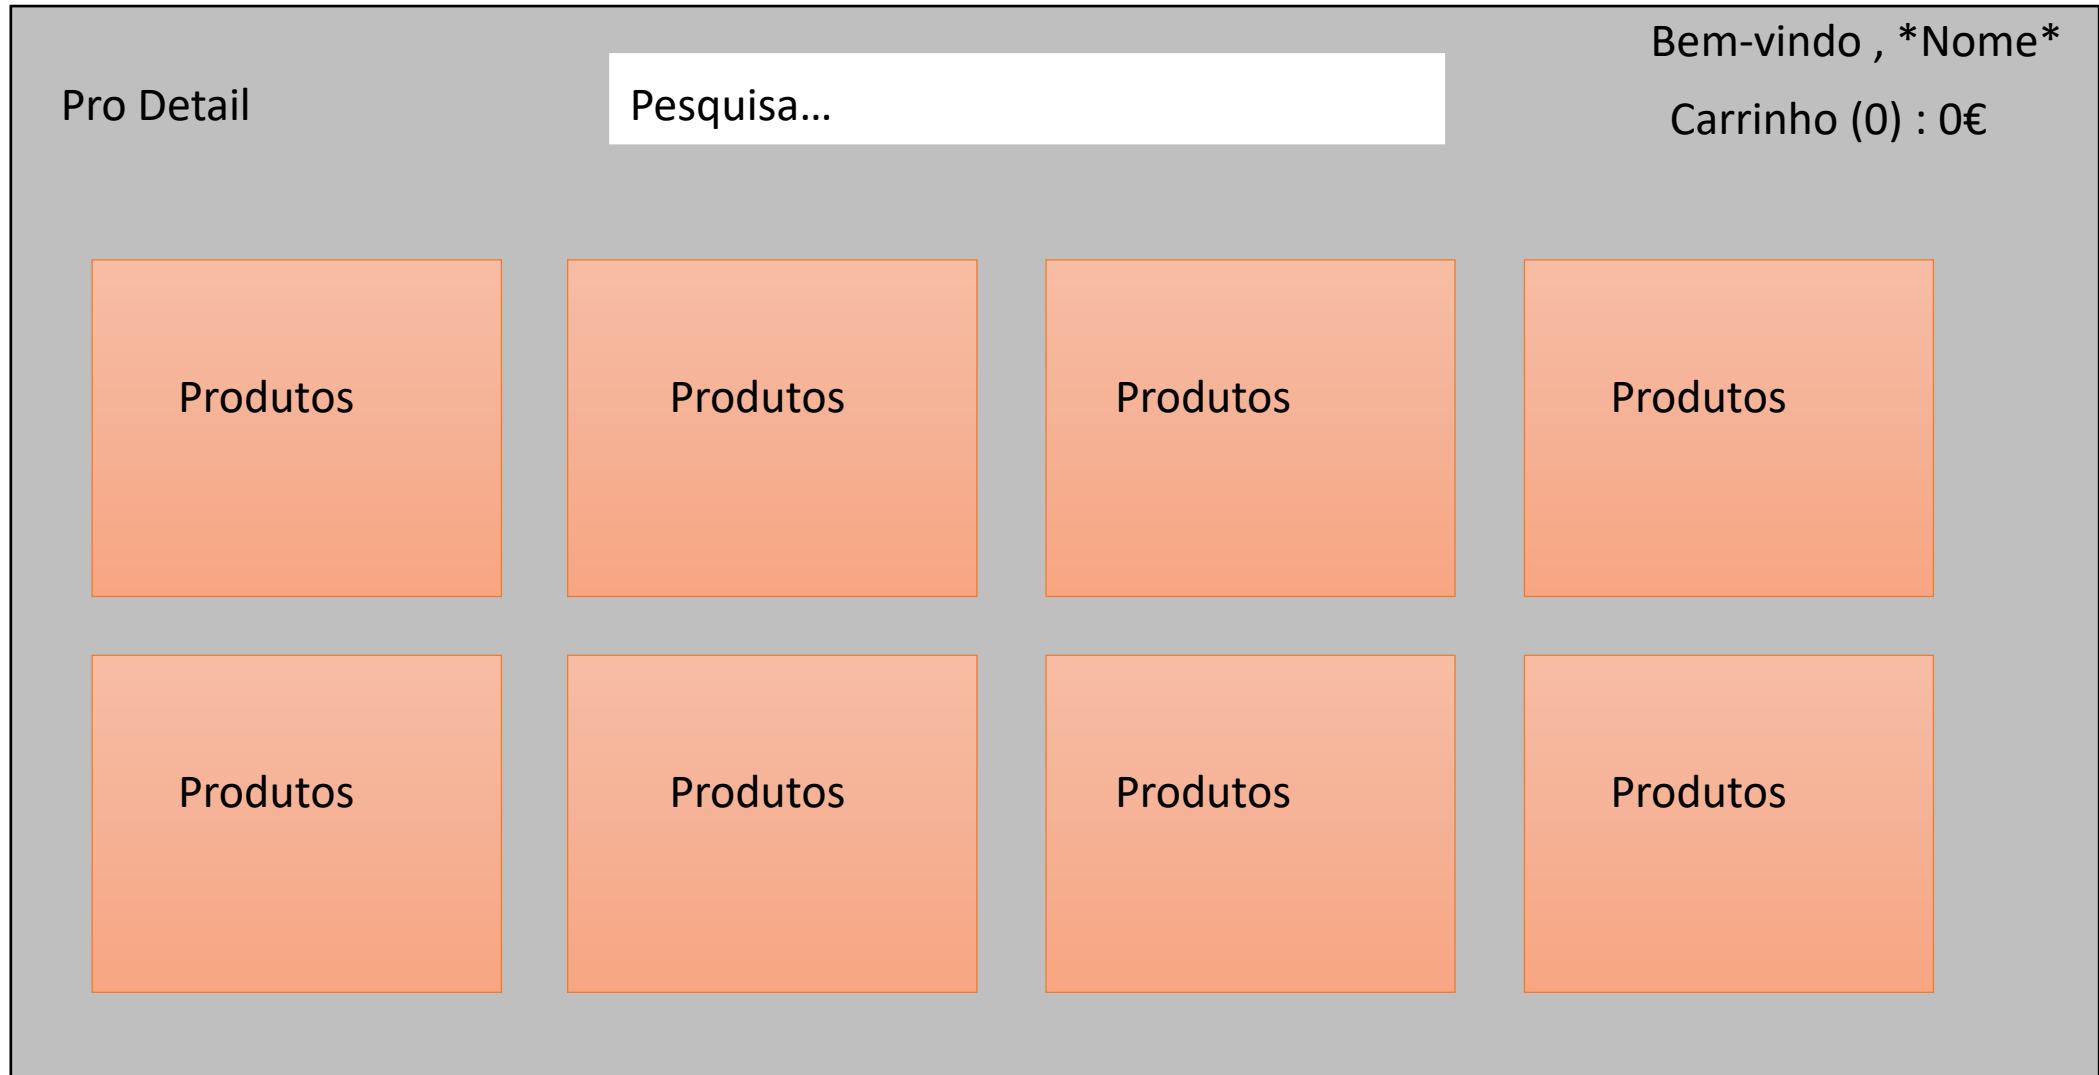 Bem-vindo , *Nome*
Pro Detail
Pesquisa...
Carrinho (0) : 0€
Produtos
Produtos
Produtos
Produtos
Produtos
Produtos
Produtos
Produtos